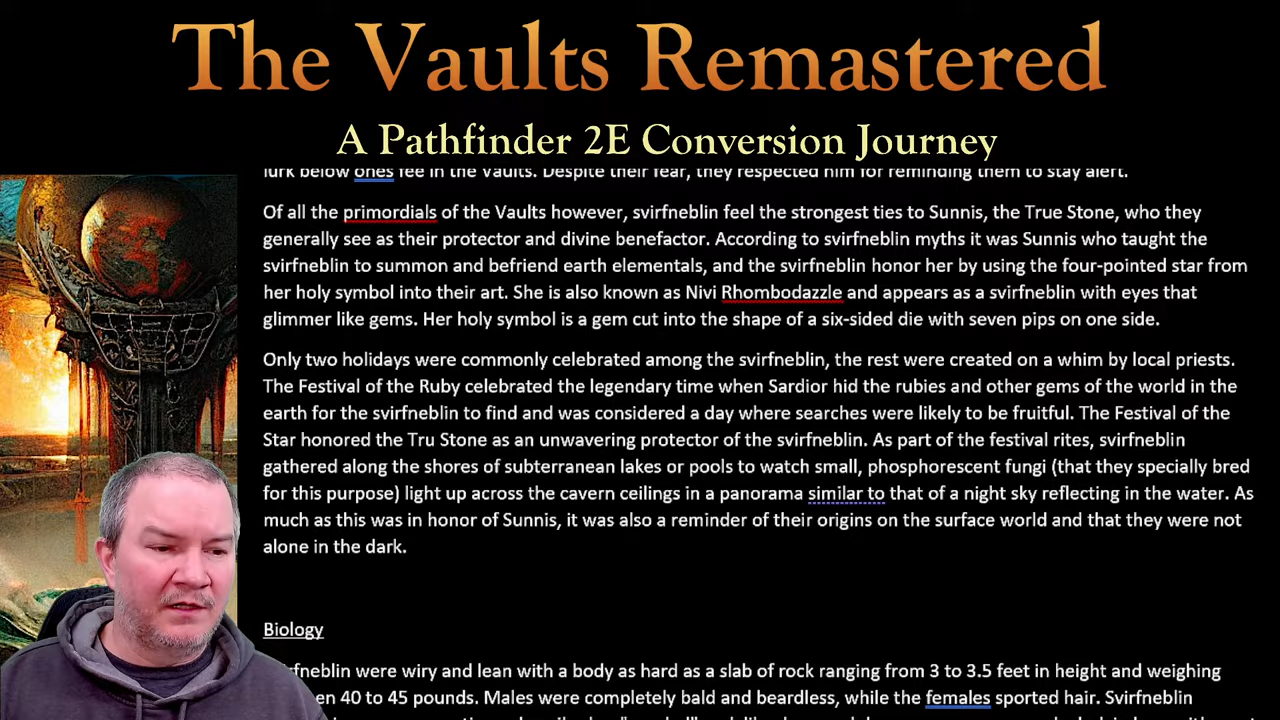 The Vaults Remastered
A Pathfinder 2E Conversion Journey
lurk below ones fee in the Vaults. Despite their fear, they respected him for reminding them to stay alert.
Of all the primordials of the Vaults however, svirfneblin feel the strongest ties to Sunnis, the True Stone, who they
generally see as their protector and divine benefactor. According to svirfneblin myths it was Sunnis who taught the
svirfneblin to summon and befriend earth elementals, and the svirfneblin honor her by using the four-pointed star from
her holy symbol into their art. She is also known as Nivi Rhombodazzle and appears as a svirfneblin with eyes that
glimmer like gems. Her holy symbol is a gem cut into the shape of a six-sided die with seven pips on one side.
Only two holidays were commonly celebrated among the svirfneblin, the rest were created on a whim by local priests.
The Festival of the Ruby celebrated the legendary time when Sardior hid the rubies and other gems of the world in the
earth for the svirfneblin to find and was considered a day where searches were likely to be fruitful. The Festival of the
Star honored the Tru Stone as an unwavering protector of the svirfneblin. As part of the festival rites, svirfneblin
gathered along the shores of subterranean lakes or pools to watch small, phosphorescent fungi (that they specially bred
for this purpose) light up across the cavern ceilings in a panorama similar to that of a night sky reflecting in the water. As
much as this was in honor of Sunnis, it was also a reminder of their origins on the surface world and that they were not
alone in the dark.
Biology
were wiry and lean with a body as hard as a slab of rock ranging from 3 to 3.5 feet in height and weighing
40 to 45 pounds. Males were completely bald and beardless, while the females sported hair. Svirfneblin